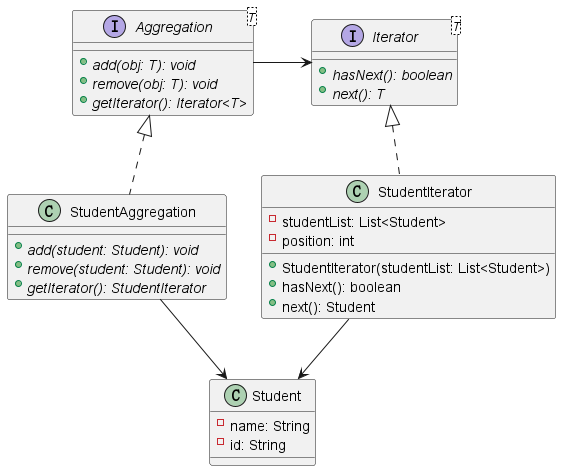 I Aggregation T
add(obj: T): void
remove(obj: T): void
getIterator(): Iterator<T>
I Iterator T
hasNext(): boolean
next(): T
C StudentAggregation
add(student: Student): void
remove(student: Student): void
getIterator(): StudentIterator
C StudentIterator
studentList: List<Student>
position: int
StudentIterator(studentList: List<Student>)
hasNext(): boolean
next(): Student
C Student
name: String
id: String